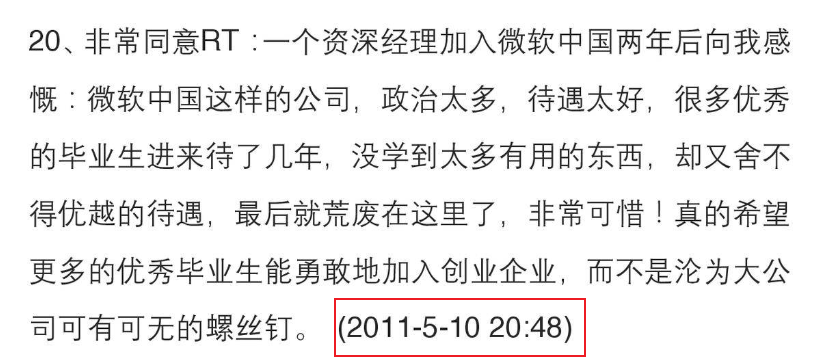 20、非常同意RT：一个资深经理加入微软中国两年后向我感
慨：微软中国这样的公司，政治太多，待遇太好，很多优秀
的毕业生进来待了几年，没学到太多有用的东西，却又舍不
得优越的待遇，最后就荒废在这里了，非常可惜！真的希望
更多的优秀毕业生能勇敢地加入创业企业，而不是沦为大公
司可有可无的螺丝钉。 (2011-5-10 20:48)